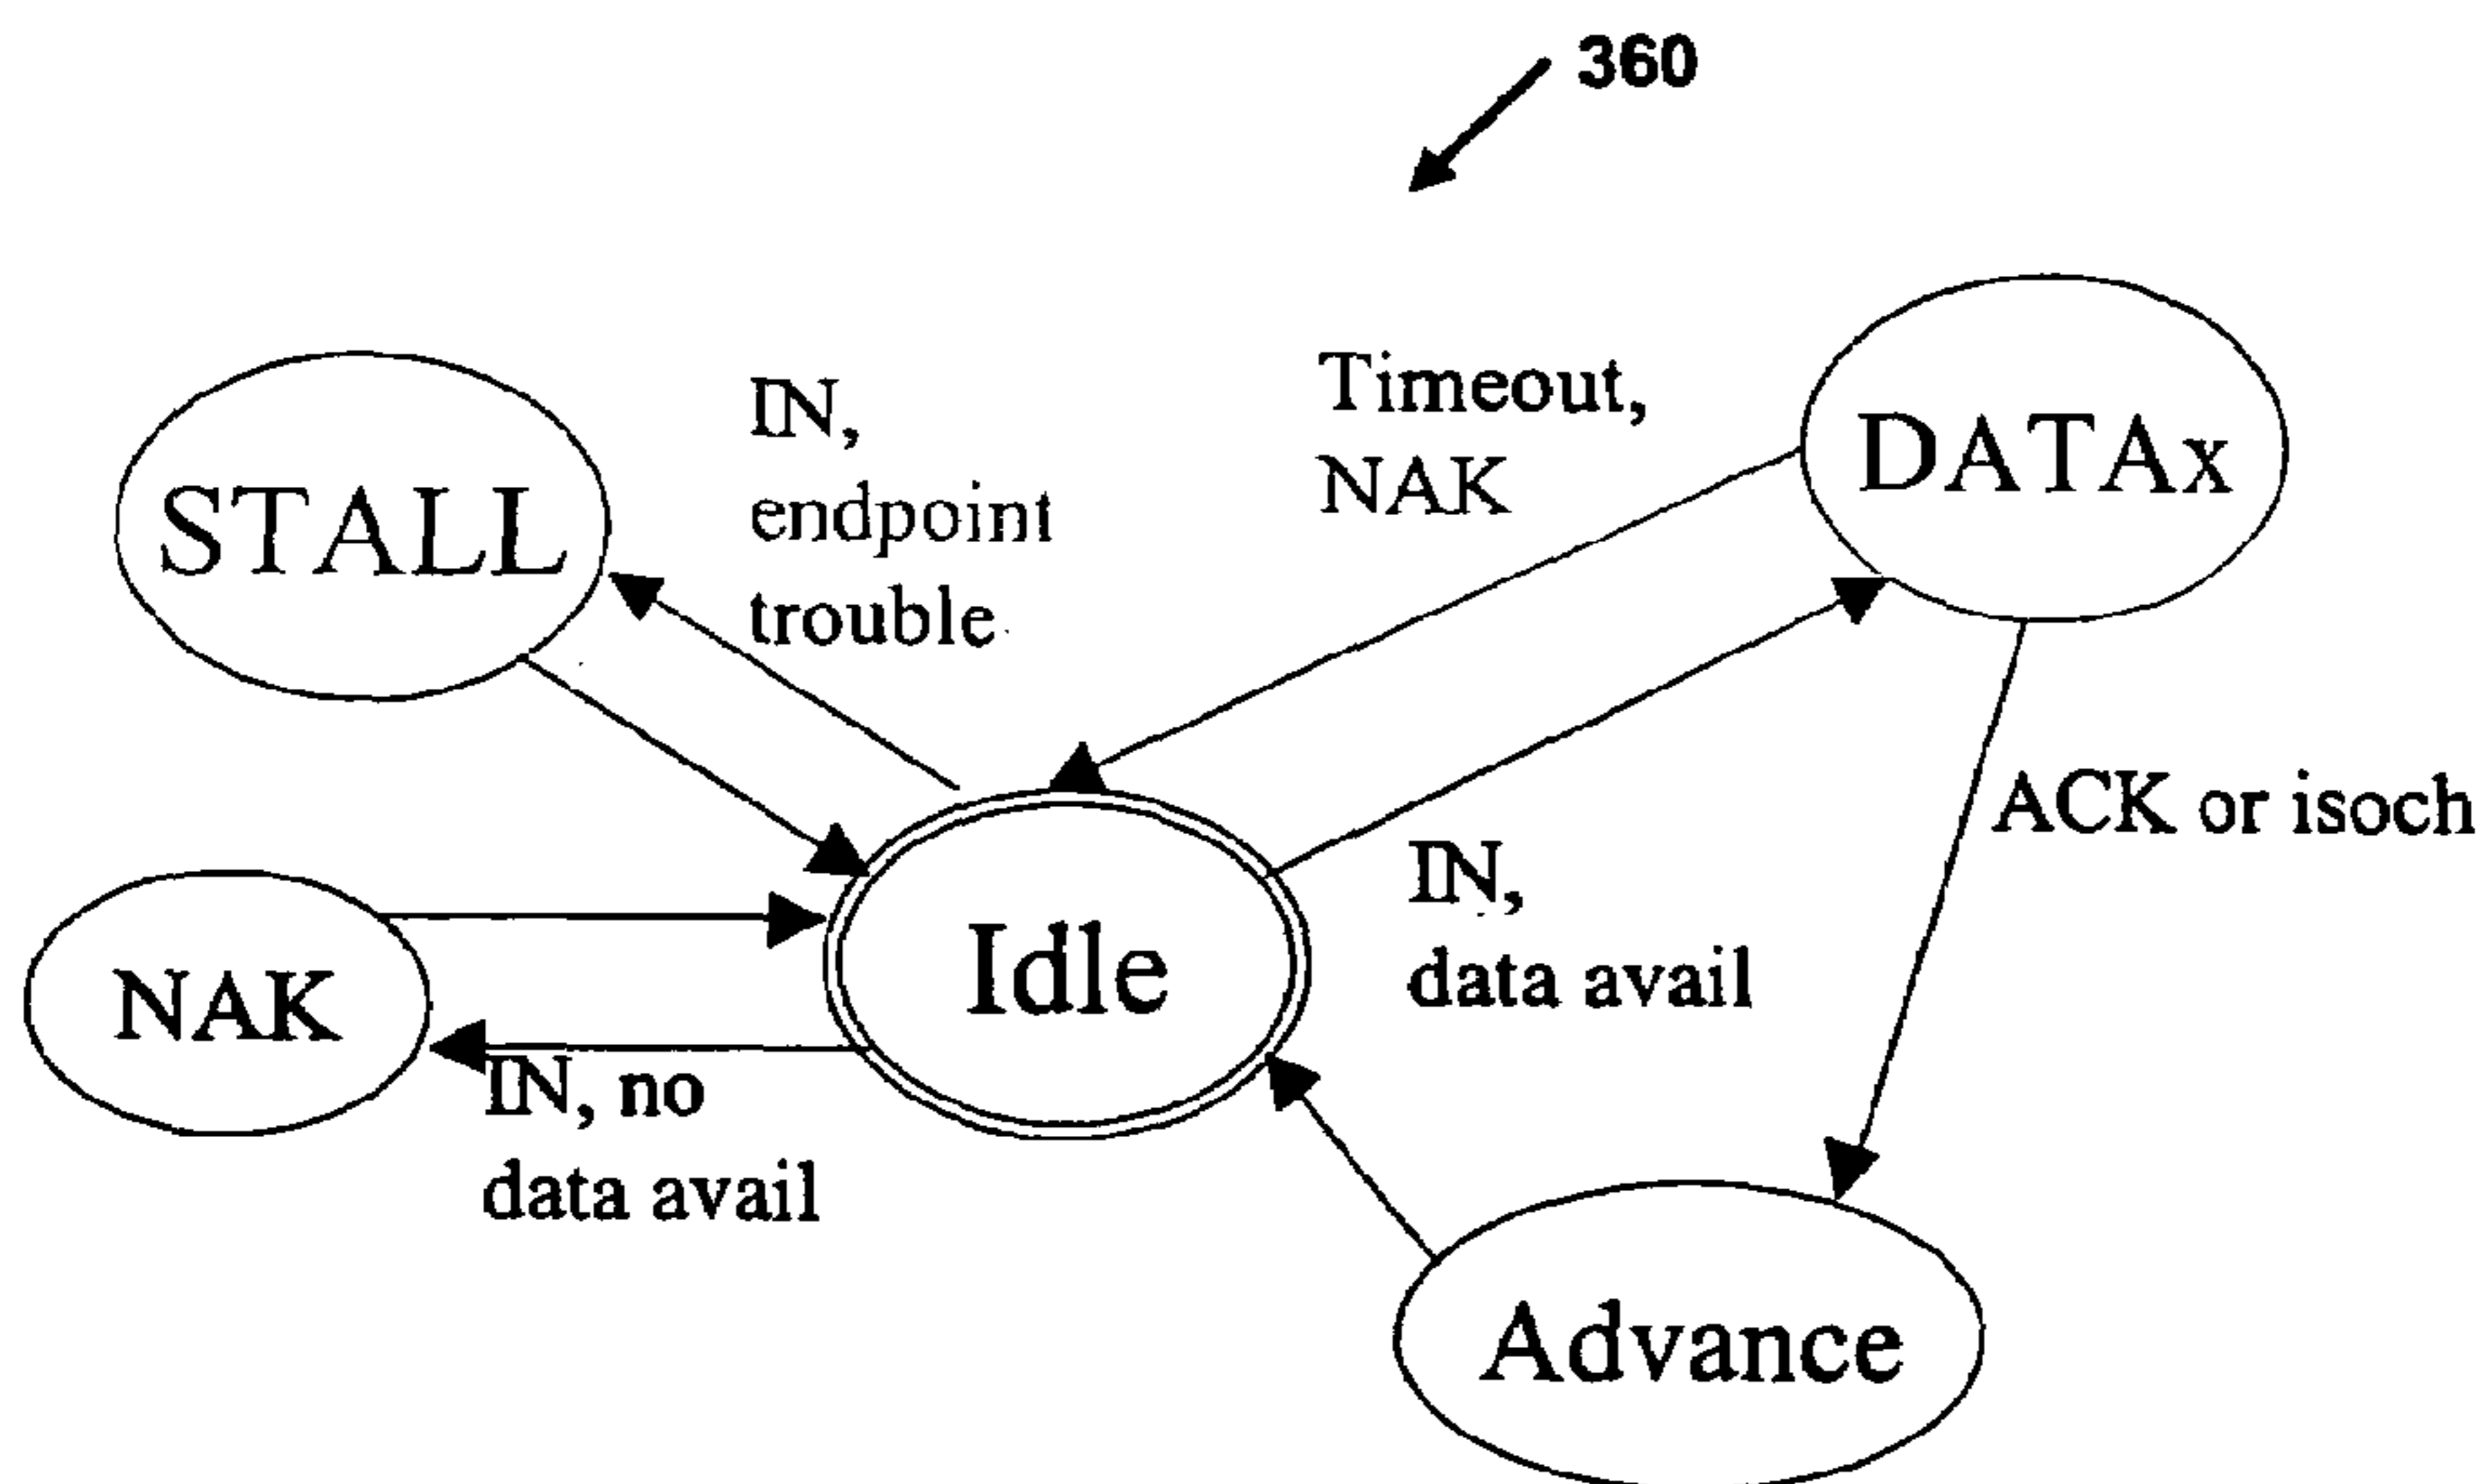 360
IN,
endpoint
trouble
Timeout,
NAK
DATAx
STALL
ACK or isoch
IN,
data avail
Idle
NAK
IN, no
data avail
Advance